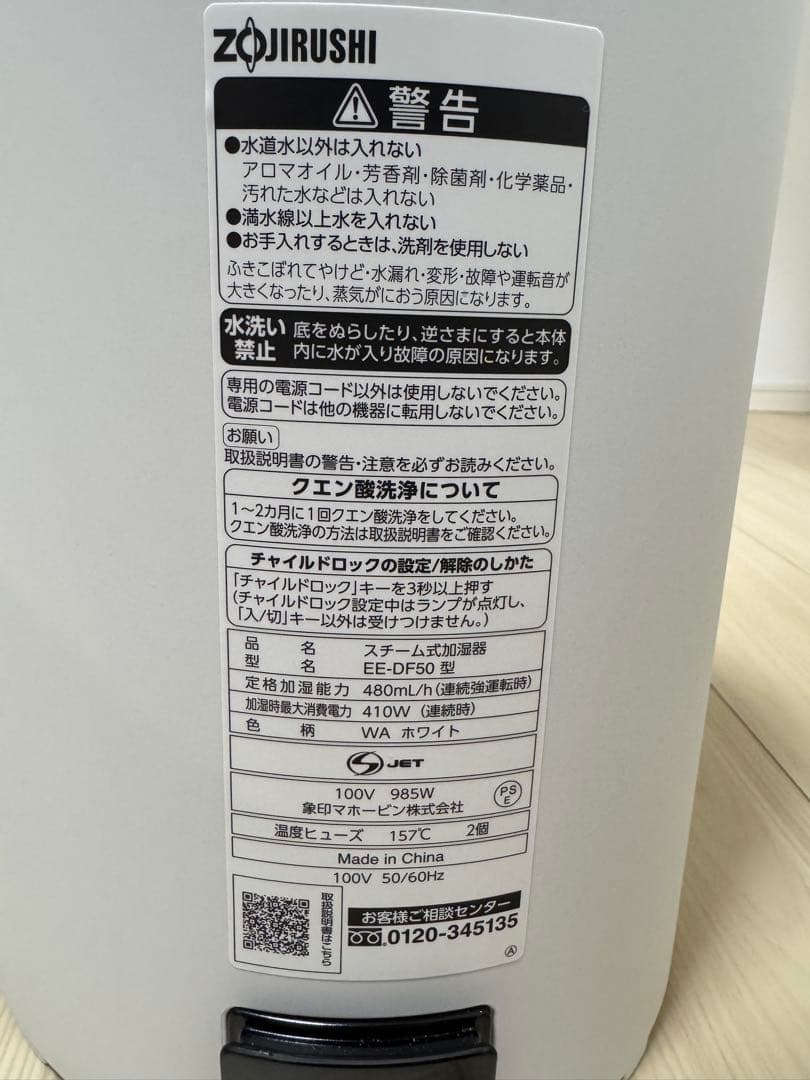 ZOJIRUSHI
警告
●水道水以外は入れない
アロマオイル・芳香剤・除菌剤・化学薬品・
汚れた水などは入れない
●満水線以上水を入れない
●お手入れするときは、洗剤を使用しない
ふきこぼれてやけど・水漏れ・変形・故障や運転音が
大きくなったり、蒸気がにおう原因になります。
水洗い禁止
底をぬらしたり、逆さまにすると本体
内に水が入り故障の原因になります。
専用の電源コード以外は使用しないでください。
電源コードは他の機器に転用しないでください。
お願い
取扱説明書の警告・注意を必ずお読みください。
クエン酸洗浄について
1〜2カ月に1回クエン酸洗浄をしてください。
クエン酸洗浄の方法は取扱説明書をご確認ください。
チャイルドロックの設定/解除のしかた
「チャイルドロック」キーを3秒以上押す
(チャイルドロック設定中はランプが点灯し、
「入/切」キー以外は受けつけません。)
品名 スチーム式加湿器
型名 EE-DF50 型
定格加湿能力 480mL/h (連続強運転時)
加湿時最大消費電力 410W (連続時)
色柄 WA ホワイト
S JET
100V 985W
象印マホービン株式会社
PS E
温度ヒューズ 157℃ 2個
Made in China
100V 50/60Hz
取扱説明書はこちら
お客様ご相談センター
0120-345135
Ⓐ